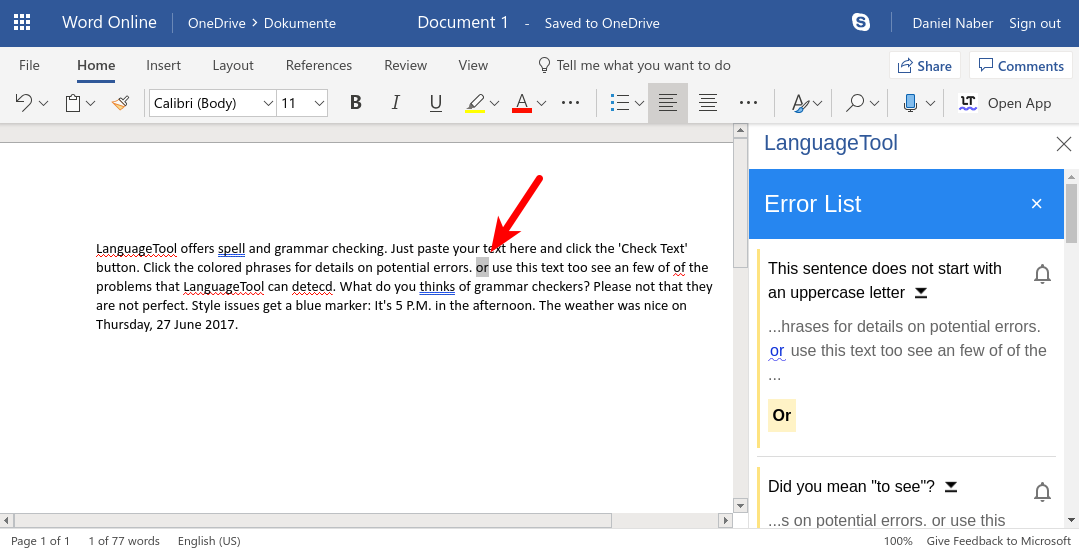 Word Online OneDrive > Dokumente Document 1 - Saved to OneDrive Daniel Naber Sign out
File Home Insert Layout References Review View Tell me what you want to do Share Comments
Calibri (Body) 11 B I U A ... ... LT Open App
LanguageTool
Error List
LanguageTool offers spell and grammar checking. Just paste your text here and click the 'Check Text'
button. Click the colored phrases for details on potential errors. or use this text too see an few of of the
problems that LanguageTool can detecd. What do you thinks of grammar checkers? Please not that they
are not perfect. Style issues get a blue marker: It's 5 P.M. in the afternoon. The weather was nice on
Thursday, 27 June 2017.
This sentence does not start with
an uppercase letter
...hrases for details on potential errors.
or use this text too see an few of of the
...
Or
Did you mean "to see"?
...s on potential errors. or use this
Page 1 of 1 1 of 77 words English (US) 100% Give Feedback to Microsoft